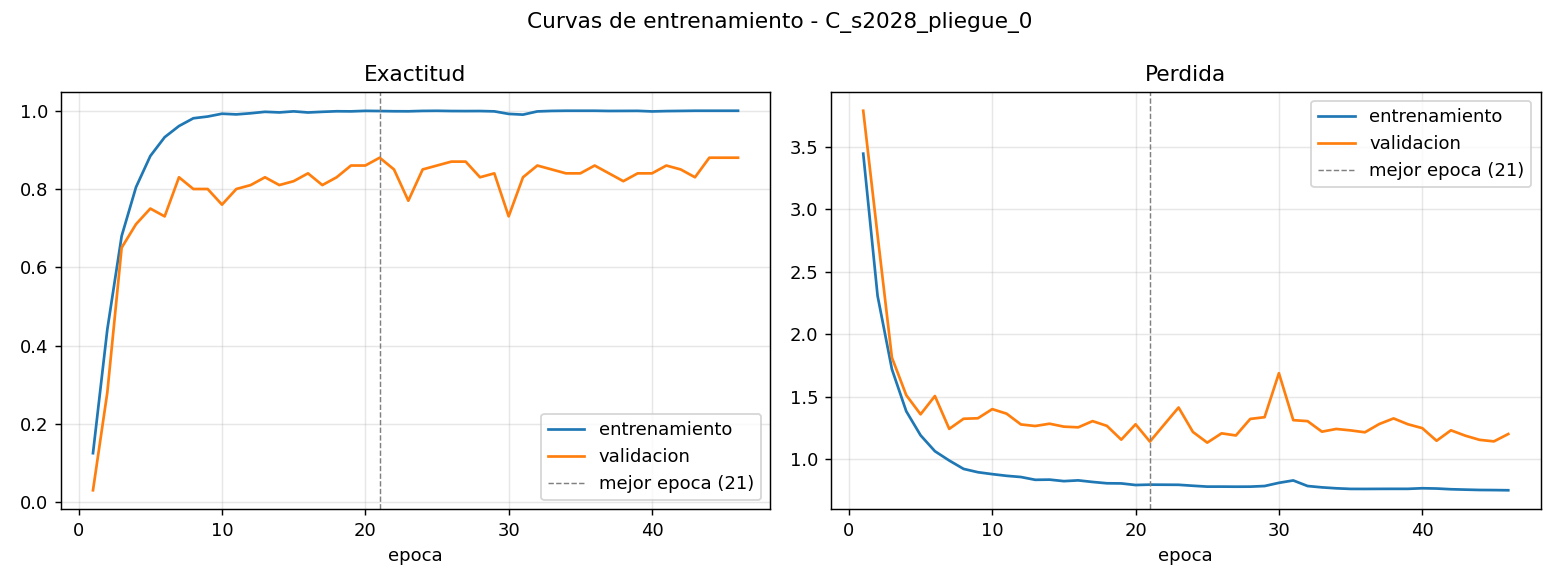 Curvas de entrenamiento - C_s2028_pliegue_0
Exactitud
1.0
0.8
0.6
0.4
0.2
0.0
0
10
20
30
40
epoca
entrenamiento
validacion
mejor epoca (21)
Perdida
3.5
3.0
2.5
2.0
1.5
1.0
0
10
20
30
40
epoca
entrenamiento
validacion
mejor epoca (21)